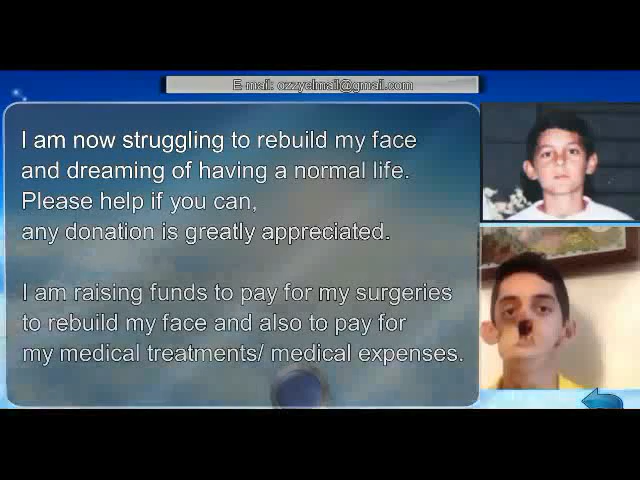 E mail: ozzyelmail@gmail.com
I am now struggling to rebuild my face
and dreaming of having a normal life.
Please help if you can,
any donation is greatly appreciated.
I am raising funds to pay for my surgeries
to rebuild my face and also to pay for
my medical treatments/ medical expenses.